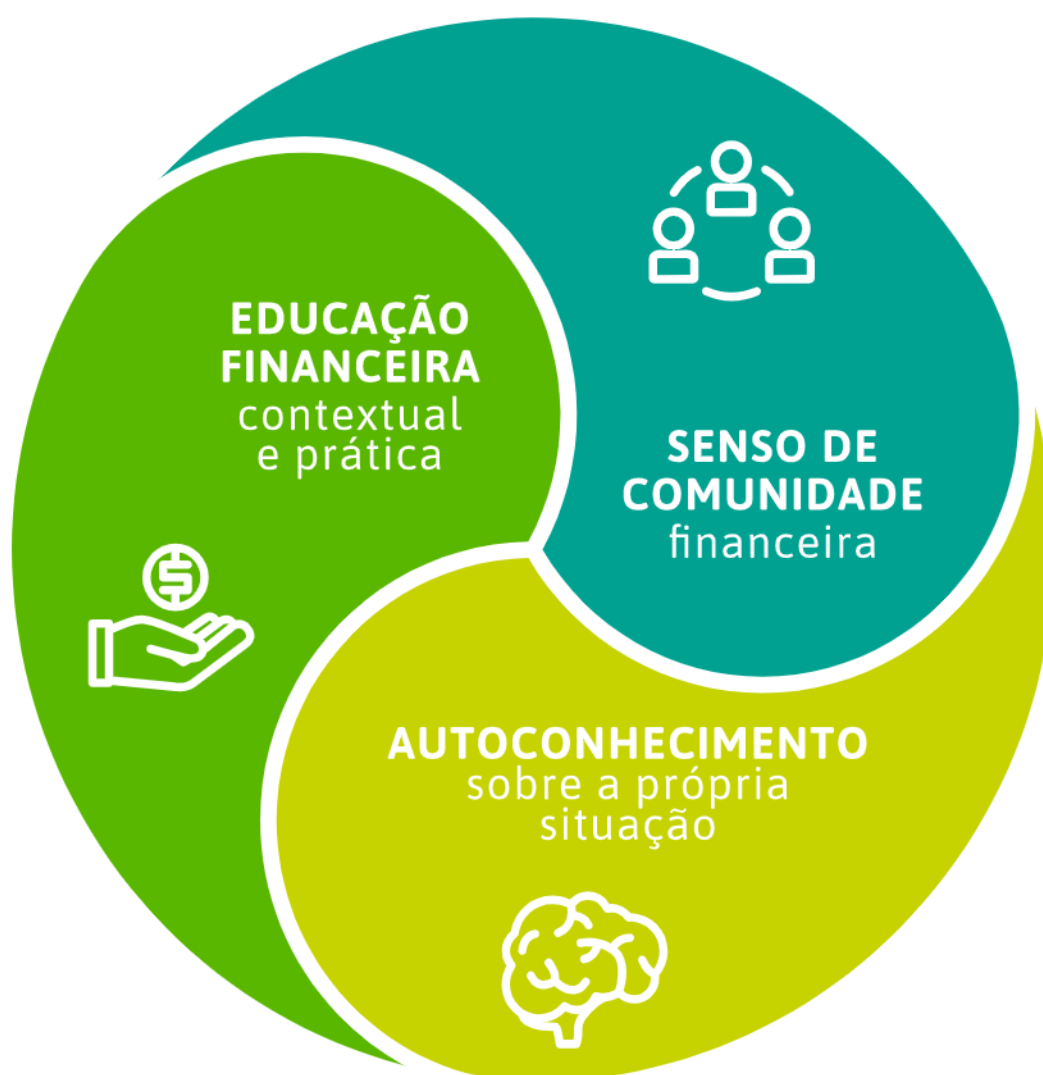 EDUCAÇÃO
FINANCEIRA
contextual
e prática
SENSO DE
COMUNIDADE
financeira
AUTOCONHECIMENTO
sobre a própria
situação